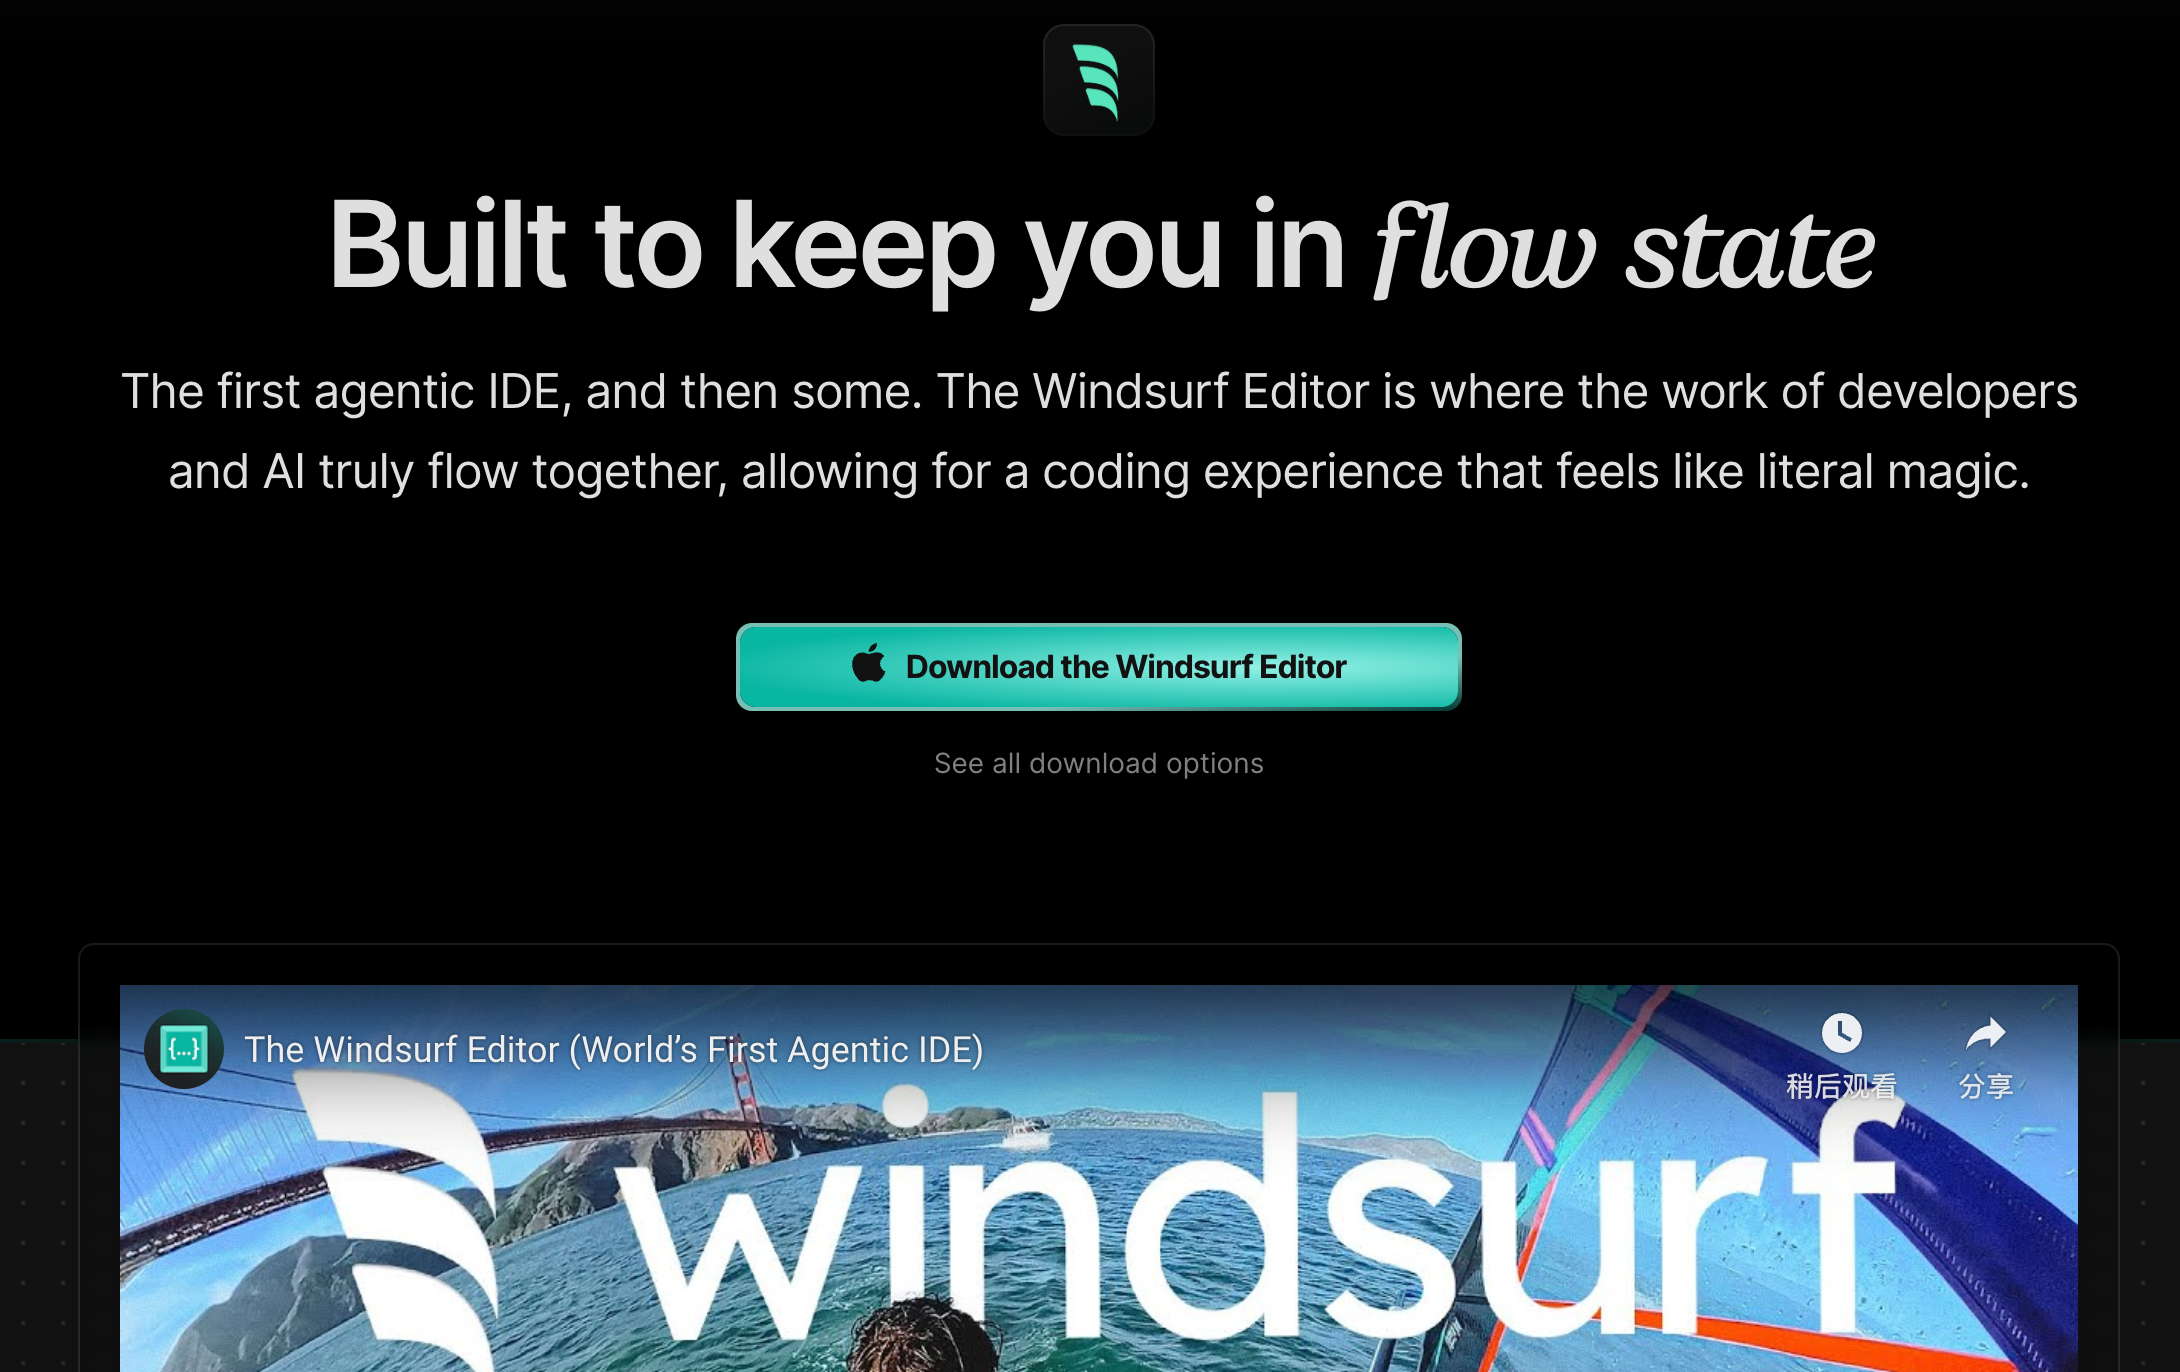 Built to keep you in flow state
The first agentic IDE, and then some. The Windsurf Editor is where the work of developers
and AI truly flow together, allowing for a coding experience that feels like literal magic.
Download the Windsurf Editor
See all download options
{...}
The Windsurf Editor (World’s First Agentic IDE)
稍后观看
分享
windsurf